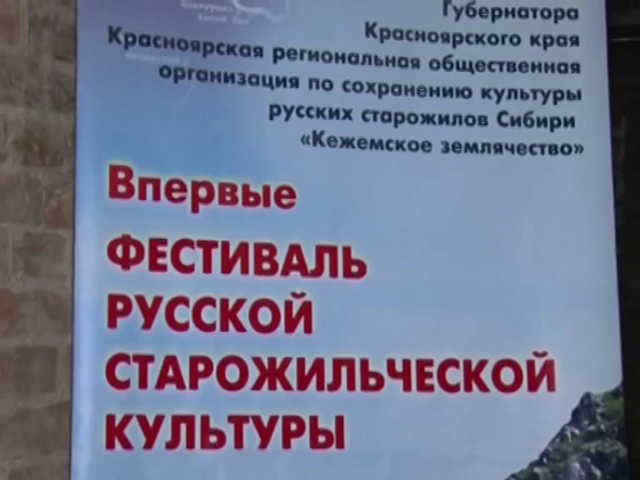 Губернатора
Красноярского края
Красноярская региональная общественная
организация по сохранению культуры
русских старожилов Сибири
«Кежемское землячество»
Впервые
ФЕСТИВАЛЬ
РУССКОЙ
СТАРОЖИЛЬЧЕСКОЙ
КУЛЬТУРЫ